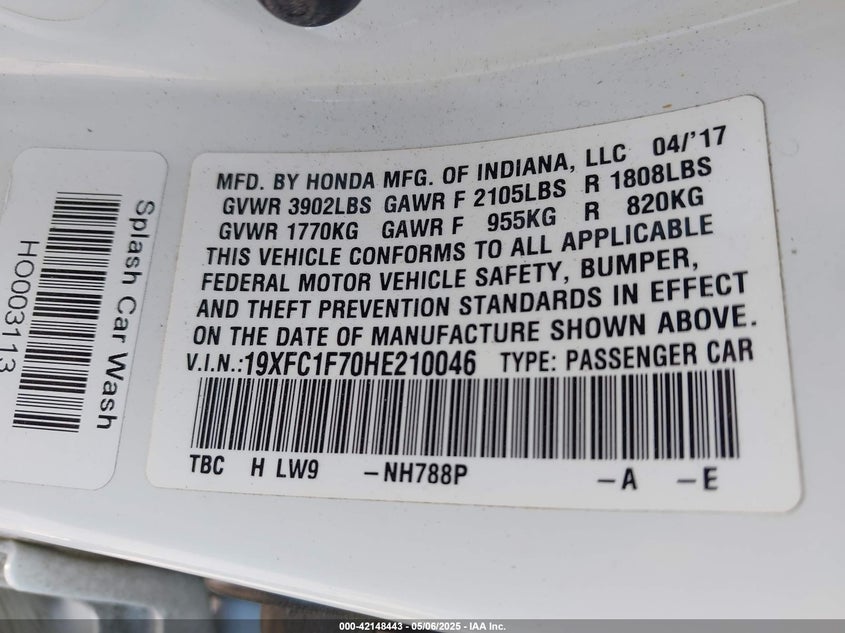 MFD. BY HONDA MFG. OF INDIANA, LLC 04/'17
GVWR 3902LBS GAWR F 2105LBS R 1808LBS
GVWR 1770KG GAWR F 955KG R 820KG
THIS VEHICLE CONFORMS TO ALL APPLICABLE
FEDERAL MOTOR VEHICLE SAFETY, BUMPER,
AND THEFT PREVENTION STANDARDS IN EFFECT
ON THE DATE OF MANUFACTURE SHOWN ABOVE.
V.I.N.:19XFC1F70HE210046 TYPE: PASSENGER CAR
TBC H LW9 –NH788P –A –E
Splash Car Wash
HO003113
000-42148443 — 05/06/2025 — IAA Inc.